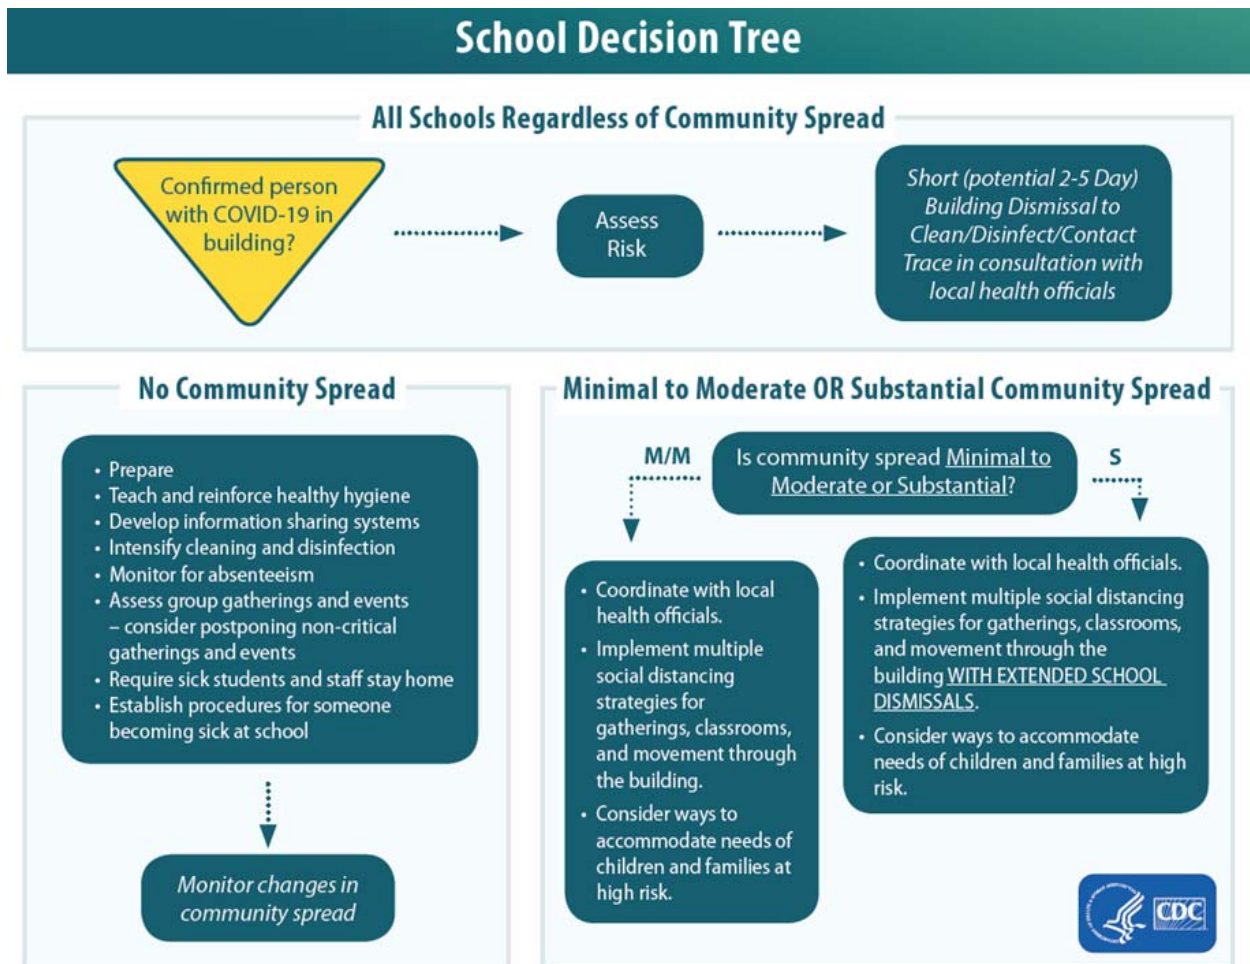 School Decision Tree
All Schools Regardless of Community Spread
Confirmed person
with COVID-19 in
building?
Assess
Risk
Short (potential 2-5 Day)
Building Dismissal to
Clean/Disinfect/Contact
Trace in consultation with
local health officials
No Community Spread
• Prepare
• Teach and reinforce healthy hygiene
• Develop information sharing systems
• Intensify cleaning and disinfection
• Monitor for absenteeism
• Assess group gatherings and events
– consider postponing non-critical
gatherings and events
• Require sick students and staff stay home
• Establish procedures for someone
becoming sick at school
Monitor changes in
community spread
Minimal to Moderate OR Substantial Community Spread
Is community spread Minimal to
Moderate or Substantial?
M/M
S
• Coordinate with local
health officials.
• Implement multiple
social distancing
strategies for
gatherings, classrooms,
and movement through
the building.
• Consider ways to
accommodate needs of
children and families at
high risk.
• Coordinate with local health officials.
• Implement multiple social distancing
strategies for gatherings, classrooms,
and movement through the
building WITH EXTENDED SCHOOL
DISMISSALS.
• Consider ways to accommodate
needs of children and families at high
risk.
CDC